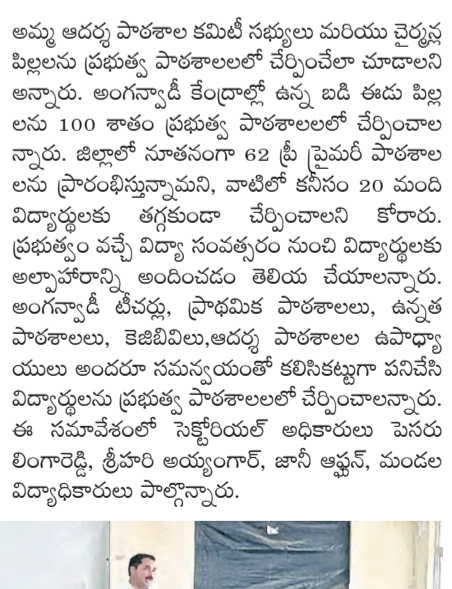 అమ్మ ఆదర్శ పాఠశాల కమిటీ సభ్యులు మరియు చైర్మన్ల
పిల్లలను ప్రభుత్వ పాఠశాలలలో చేర్పించేలా చూడాలని
అన్నారు. అంగన్వాడీ కేంద్రాల్లో ఉన్న బడి ఈడు పిల్ల
లను 100 శాతం ప్రభుత్వ పాఠశాలలలో చేర్పించాల
న్నారు. జిల్లాలో నూతనంగా 62 ప్రీ ప్రైమరీ పాఠశాల
లను ప్రారంభిస్తున్నామని, వాటిలో కనీసం 20 మంది
విద్యార్థులకు తగ్గకుండా చేర్పించాలని కోరారు.
ప్రభుత్వం వచ్చే విద్యా సంవత్సరం నుంచి విద్యార్థులకు
అల్పాహారాన్ని అందించడం తెలియ చేయాలన్నారు.
అంగన్వాడీ టీచర్లు, ప్రాథమిక పాఠశాలలు, ఉన్నత
పాఠశాలలు, కెజిబివిలు,ఆదర్శ పాఠశాలల ఉపాధ్యా
యులు అందరూ సమన్వయంతో కలిసికట్టుగా పనిచేసి
విద్యార్థులను ప్రభుత్వ పాఠశాలలలో చేర్పించాలన్నారు.
ఈ సమావేశంలో సెక్టోరియల్ అధికారులు పెసరు
లింగారెడ్డి, శ్రీహరి అయ్యంగార్, జానీ ఆఫ్ఘన్, మండల
విద్యాధికారులు పాల్గొన్నారు.